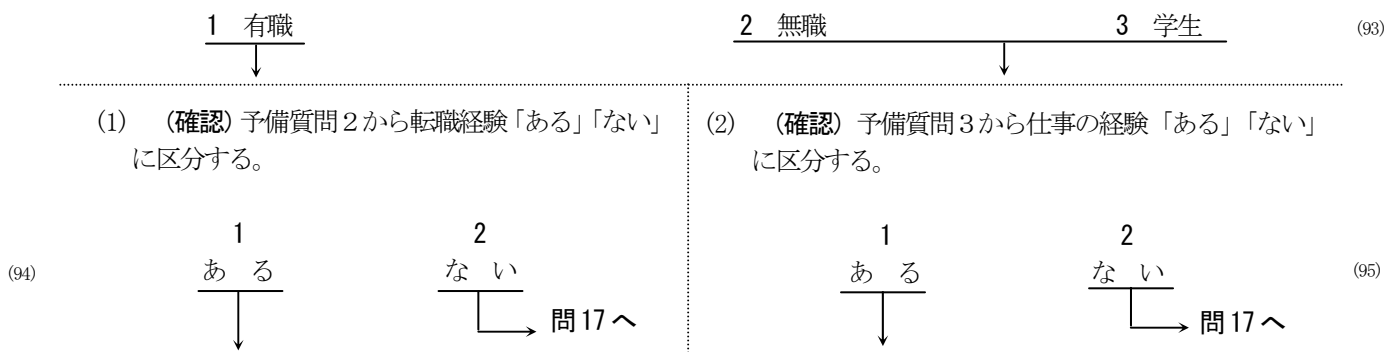 1 有職 2 無職 3 学生 (93)
(1) (確認) 予備質問2から転職経験「ある」「ない」
に区分する。
1 2
(94) あ る な い
問17へ
(2) (確認) 予備質問3から仕事の経験「ある」「ない」
に区分する。
1 2
あ る な い (95)
問17へ